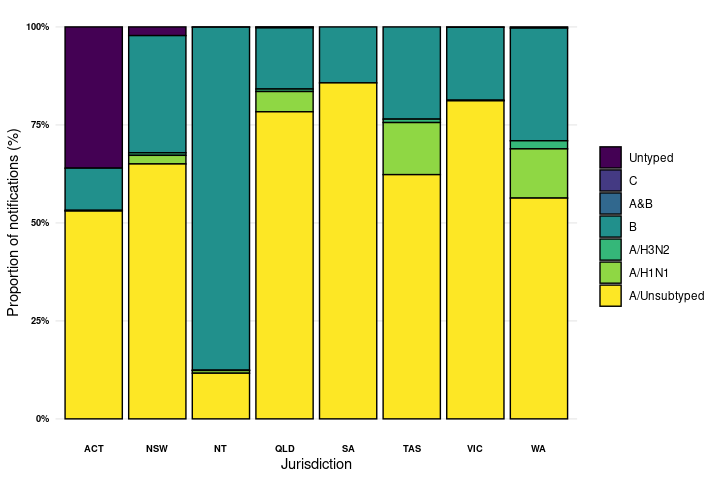 100%
75%
50%
25%
0%
Proportion of notifications (%)
ACT NSW NT QLD SA TAS VIC WA
Jurisdiction
Untyped
C
A&B
B
A/H3N2
A/H1N1
A/Unsubtyped